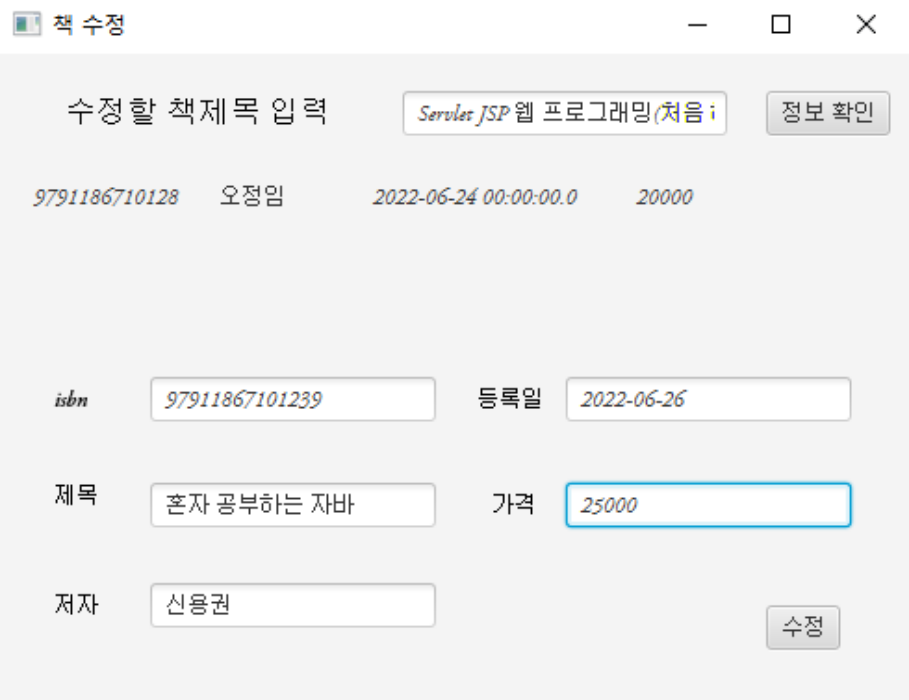 책 수정
수정할 책제목 입력 Servlet JSP 웹 프로그래밍(처음 정보 확인
9791186710128 오정임 2022-06-24 00:00:00.0 20000
isbn 97911867101239 등록일 2022-06-26
제목 혼자 공부하는 자바 가격 25000
저자 신용권
수정